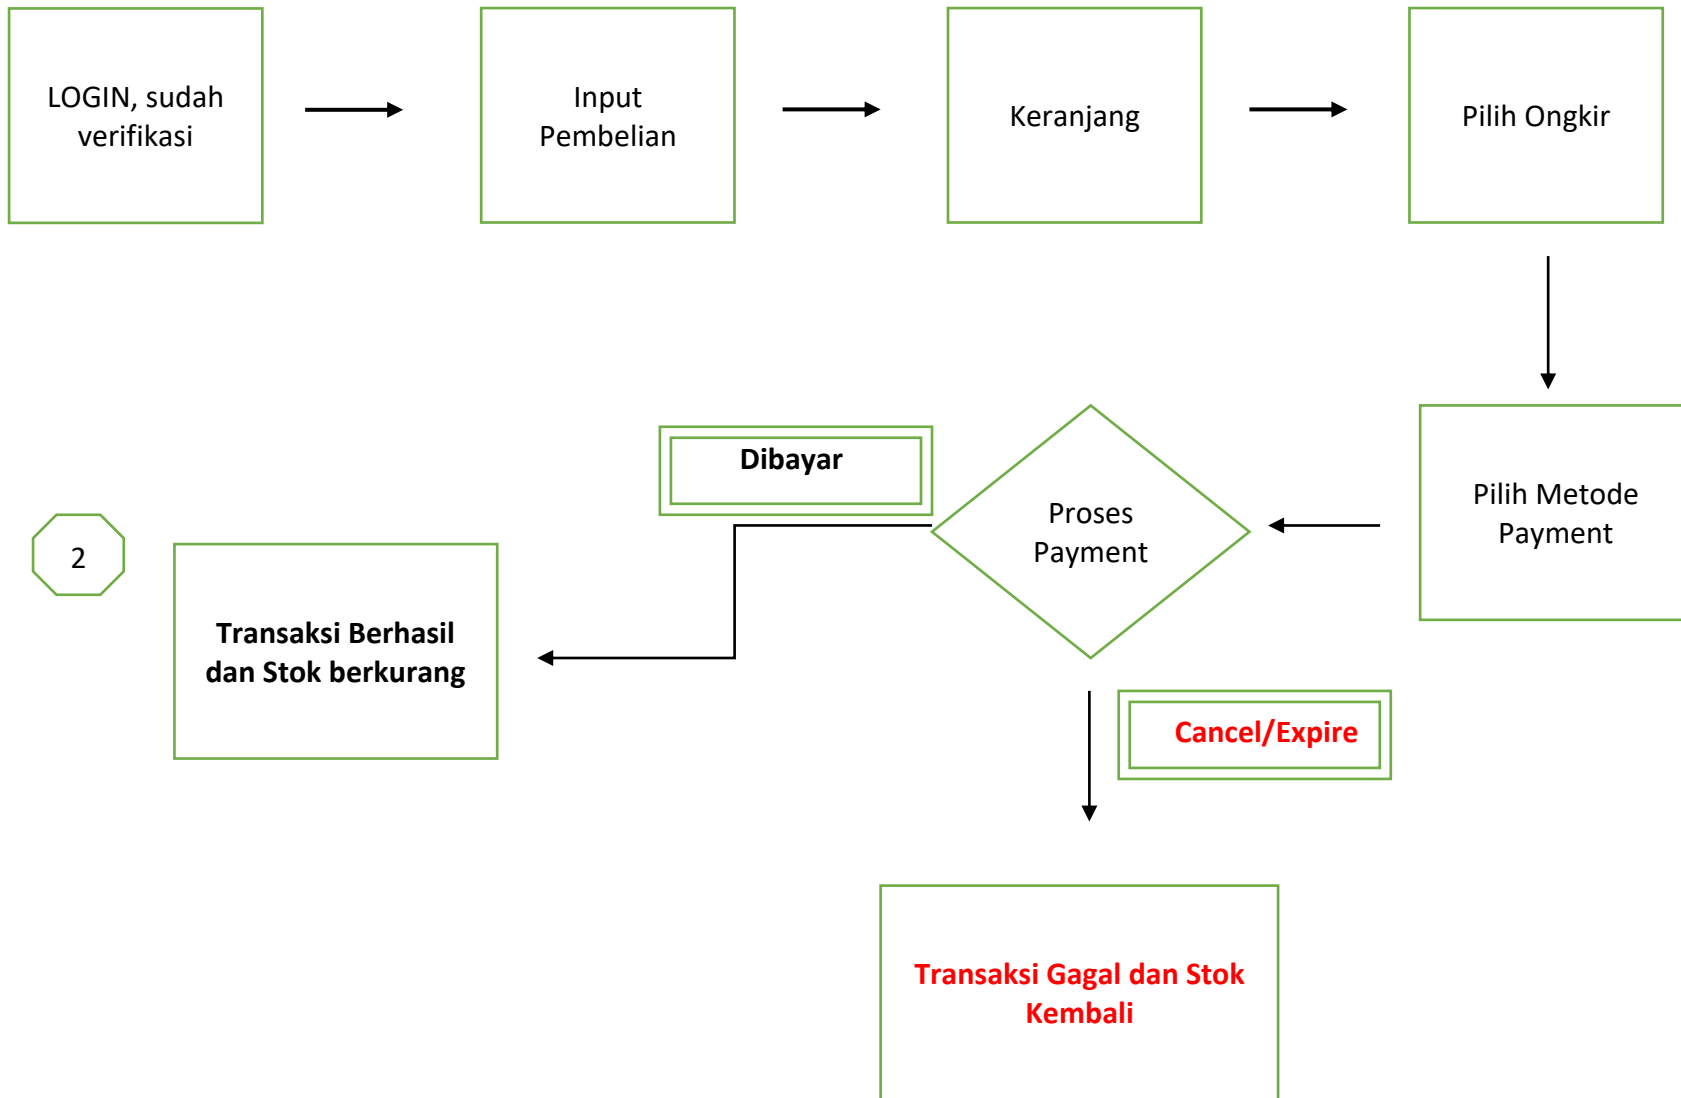 LOGIN, sudah
verifikasi
Input
Pembelian
Keranjang
Pilih Ongkir
Dibayar
Proses
Payment
Pilih Metode
Payment
2
Transaksi Berhasil
dan Stok berkurang
Cancel/Expire
Transaksi Gagal dan Stok
Kembali